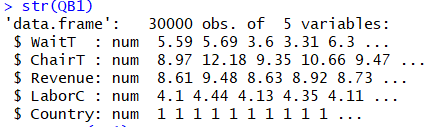 > str(QB1)
'data.frame':   30000 obs. of  5 variables:
 $ WaitT  : num  5.59 5.69 3.6 3.31 6.3 ...
 $ ChairT : num  8.97 12.18 9.35 10.66 9.47 ...
 $ Revenue: num  8.61 9.48 8.63 8.92 8.73 ...
 $ LaborC : num  4.1 4.44 4.13 4.35 4.11 ...
 $ Country: num  1 1 1 1 1 1 1 1 1 1 ...